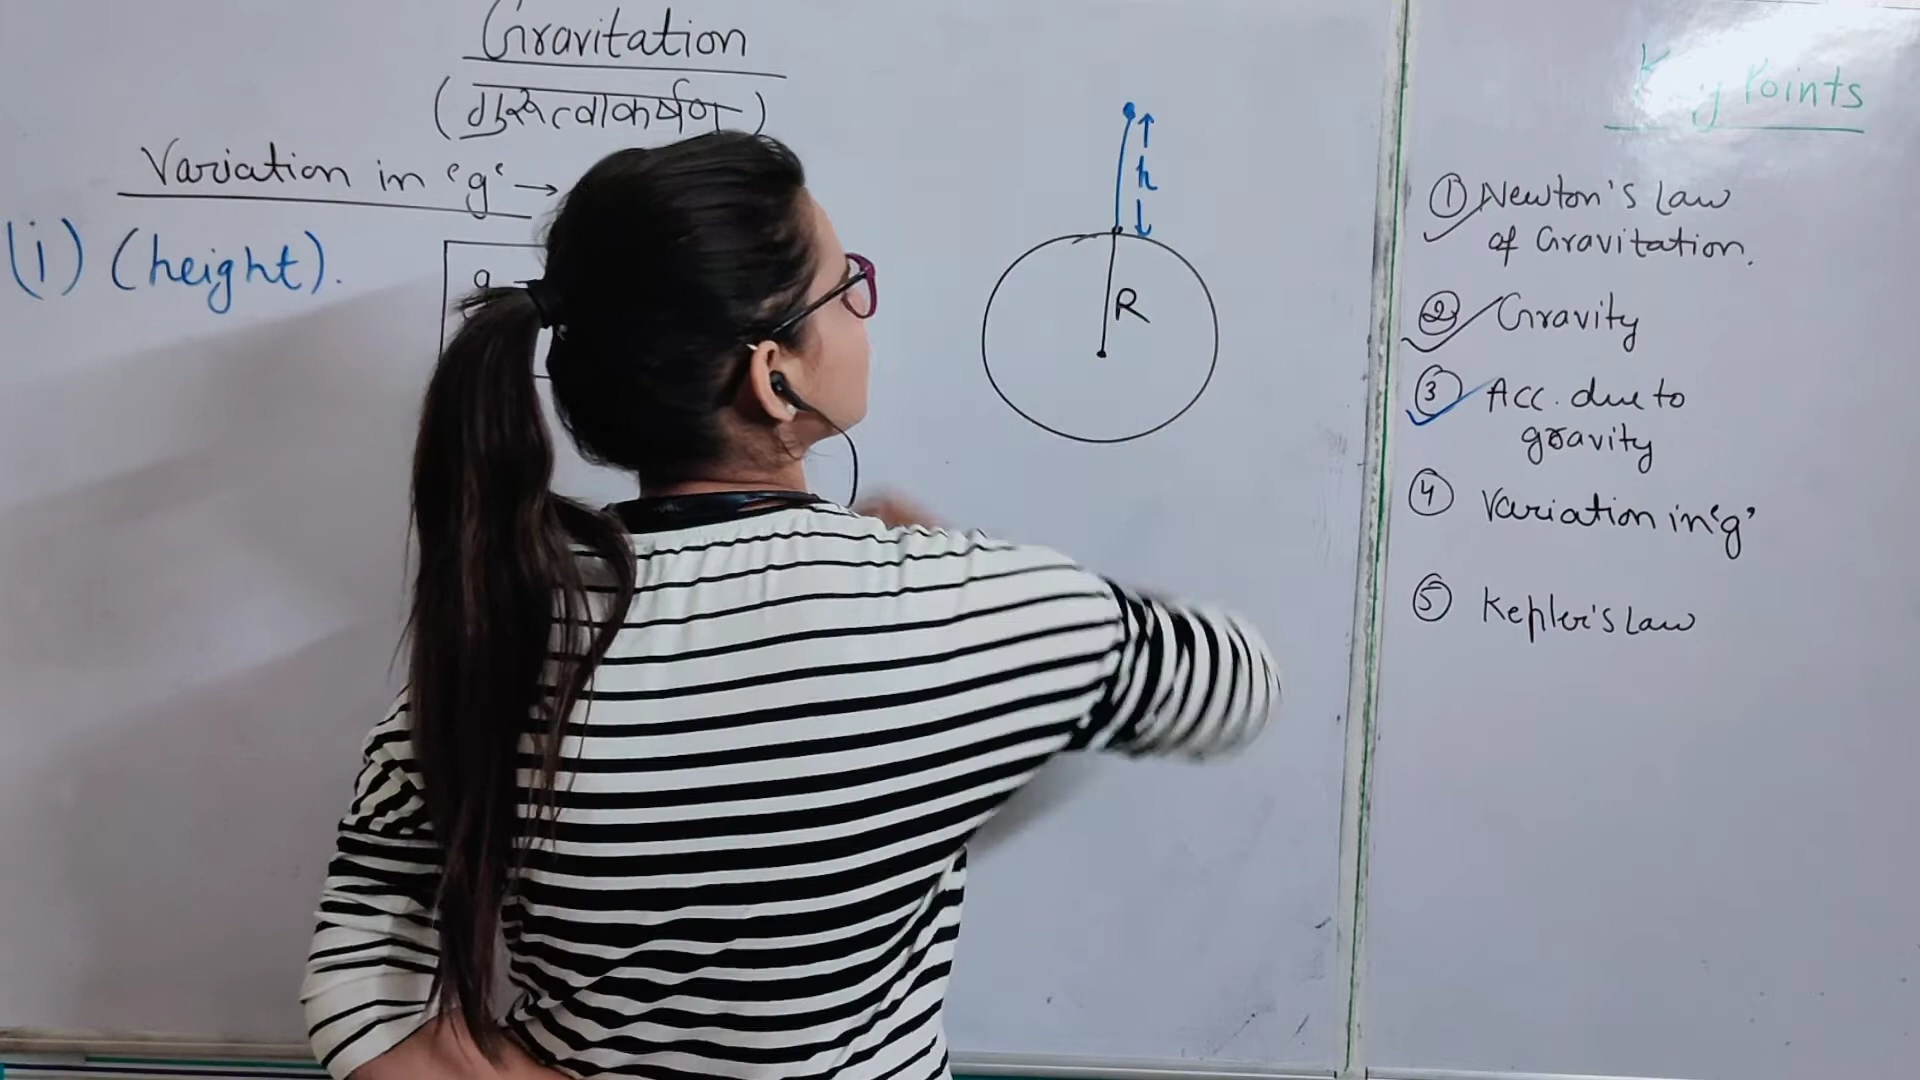 Gravitation
(गुरूत्वाकर्षण)
Variation in 'g' →
(i) (height).
g
h
R
Key Points
① Newton's Law
of Gravitation.
② Gravity
③ Acc. due to
gravity
④ Variation in 'g'
⑤ Kepler's Law